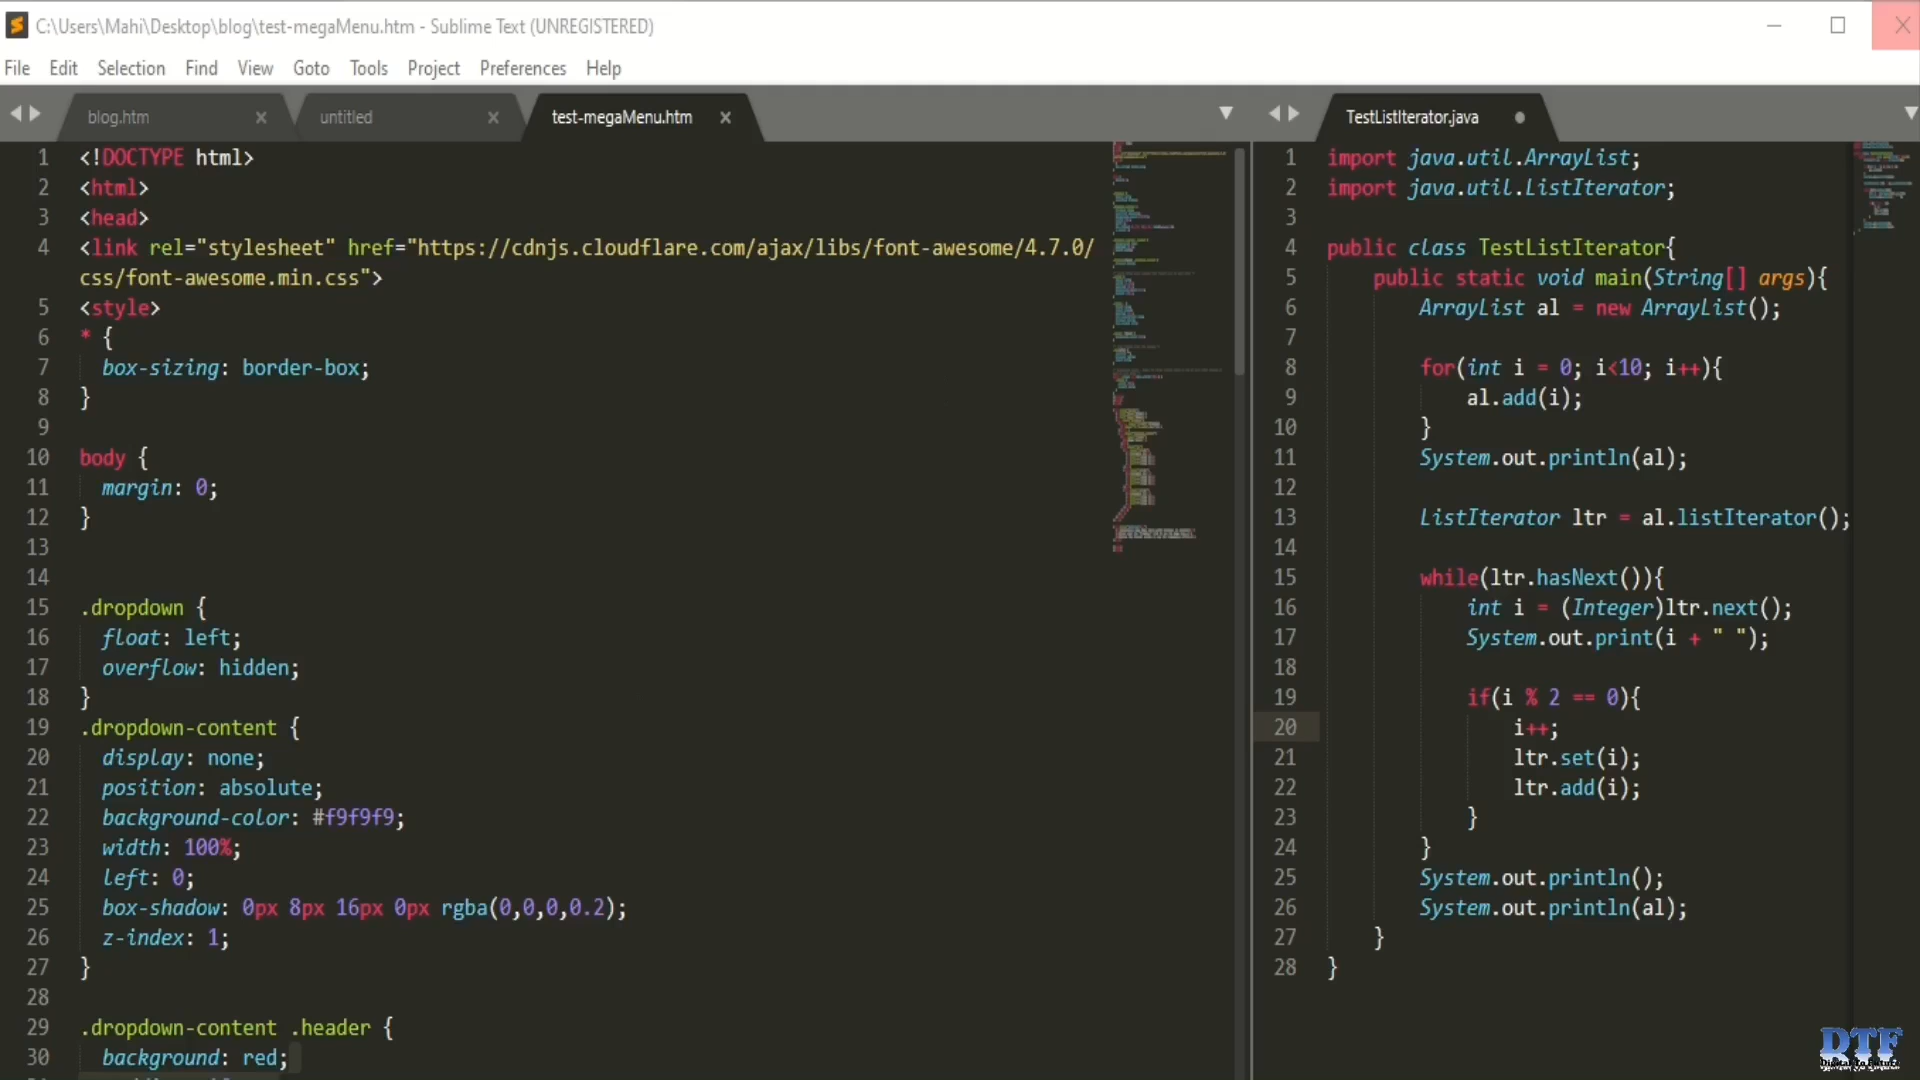 C:\Users\Mahi\Desktop\blog\test-megaMenu.htm - Sublime Text (UNREGISTERED)
File Edit Selection Find View Goto Tools Project Preferences Help
blog.htm untitled test-megaMenu.htm
1 <!DOCTYPE html>
2 <html>
3 <head>
4 <link rel="stylesheet" href="https://cdnjs.cloudflare.com/ajax/libs/font-awesome/4.7.0/
css/font-awesome.min.css">
5 <style>
6 * {
7 box-sizing: border-box;
8 }
9
10 body {
11 margin: 0;
12 }
13
14
15 .dropdown {
16 float: left;
17 overflow: hidden;
18 }
19 .dropdown-content {
20 display: none;
21 position: absolute;
22 background-color: #f9f9f9;
23 width: 100%;
24 left: 0;
25 box-shadow: 0px 8px 16px 0px rgba(0,0,0,0.2);
26 z-index: 1;
27 }
28
29 .dropdown-content .header {
30 background: red;
TestListIterator.java
1 import java.util.ArrayList;
2 import java.util.ListIterator;
3
4 public class TestListIterator{
5 public static void main(String[] args){
6 ArrayList al = new ArrayList();
7
8 for(int i = 0; i<10; i++){
9 al.add(i);
10 }
11 System.out.println(al);
12
13 ListIterator ltr = al.listIterator();
14
15 while(ltr.hasNext()){
16 int i = (Integer)ltr.next();
17 System.out.print(i + " ");
18
19 if(i % 2 == 0){
20 i++;
21 ltr.set(i);
22 ltr.add(i);
23 }
24 }
25 System.out.println();
26 System.out.println(al);
27 }
28 }
DTF